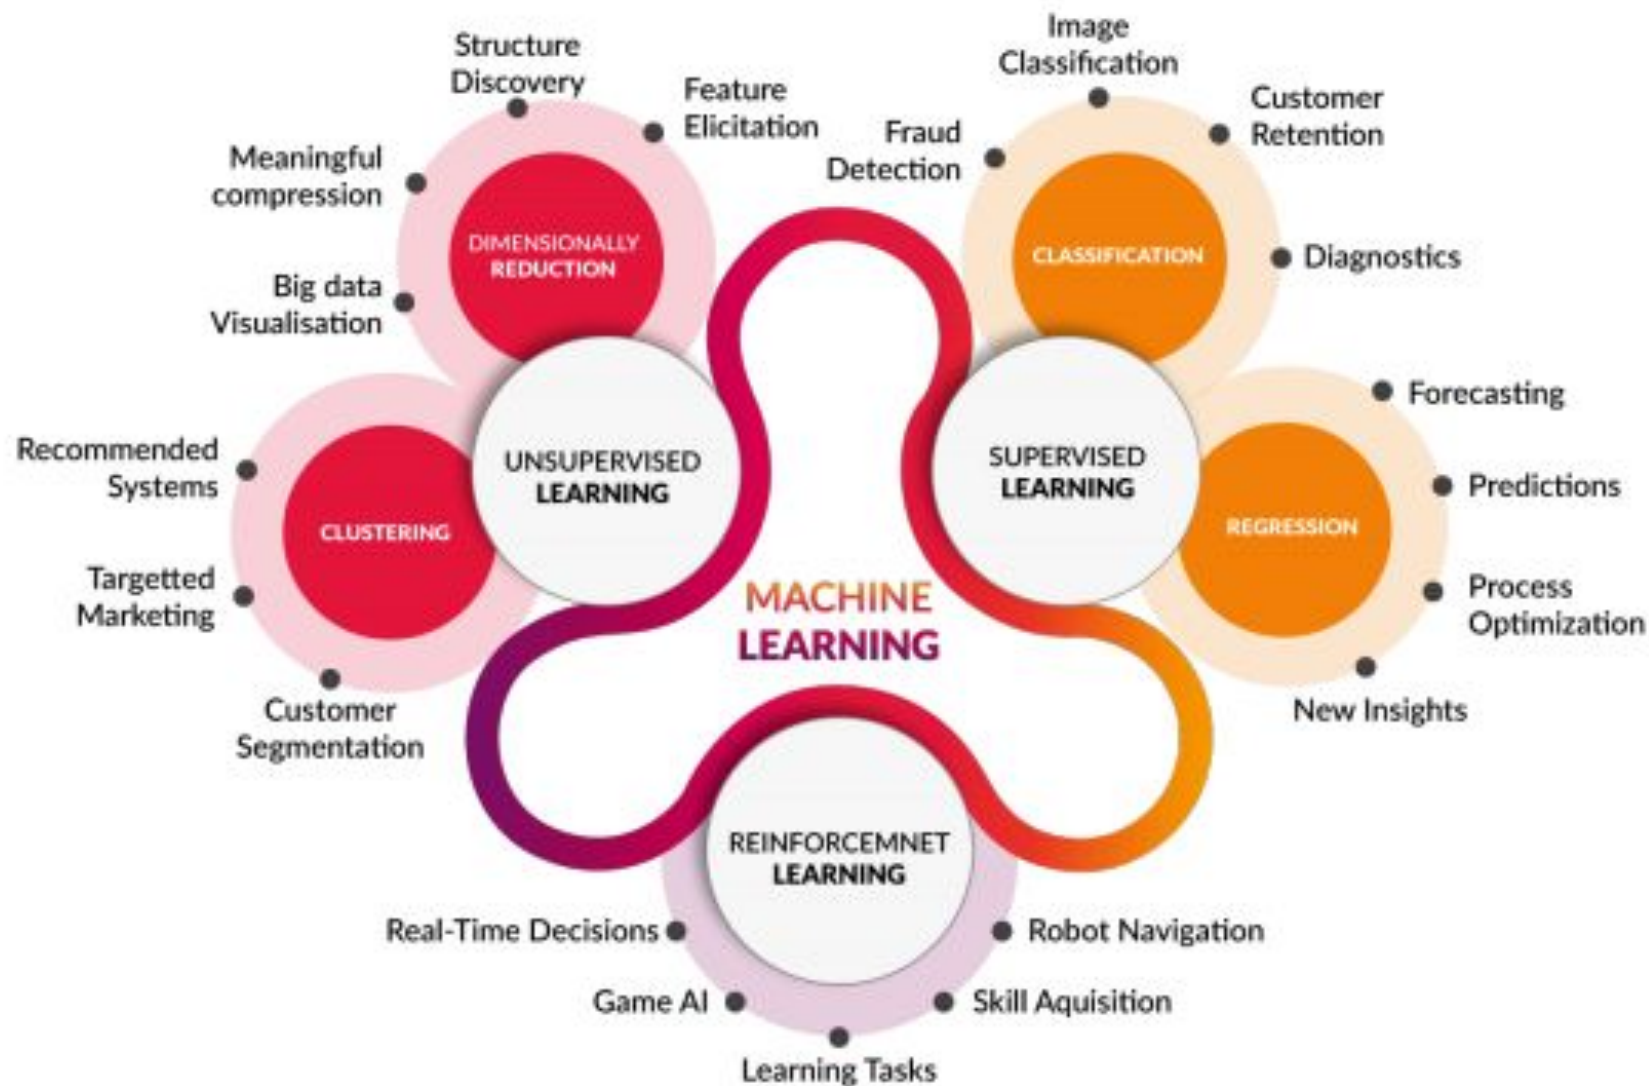 Structure
Discovery
Feature
Elicitation
Meaningful
compression
Big data
Visualisation
DIMENSIONALLY
REDUCTION
Recommended
Systems
Targetted
Marketing
Customer
Segmentation
CLUSTERING
UNSUPERVISED
LEARNING
Image
Classification
Fraud
Detection
Customer
Retention
Diagnostics
CLASSIFICATION
SUPERVISED
LEARNING
Forecasting
Predictions
Process
Optimization
New Insights
REGRESSION
MACHINE
LEARNING
REINFORCEMNET
LEARNING
Real-Time Decisions
Robot Navigation
Game AI
Skill Aquisition
Learning Tasks